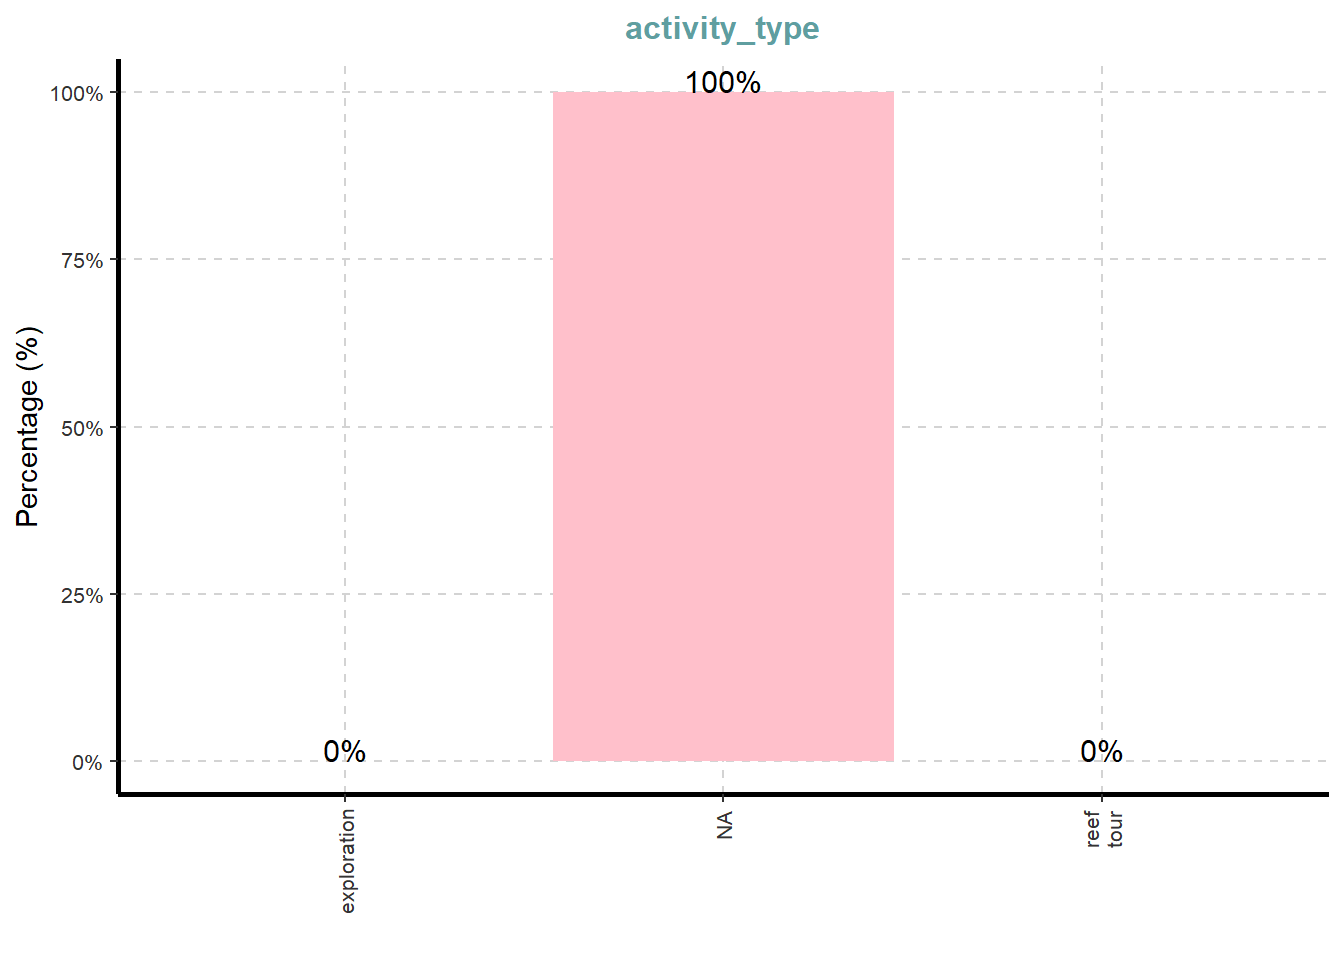 activity_type
Percentage (%)
100%
75%
50%
25%
0%
0%
100%
0%
exploration
NA
reef
tour